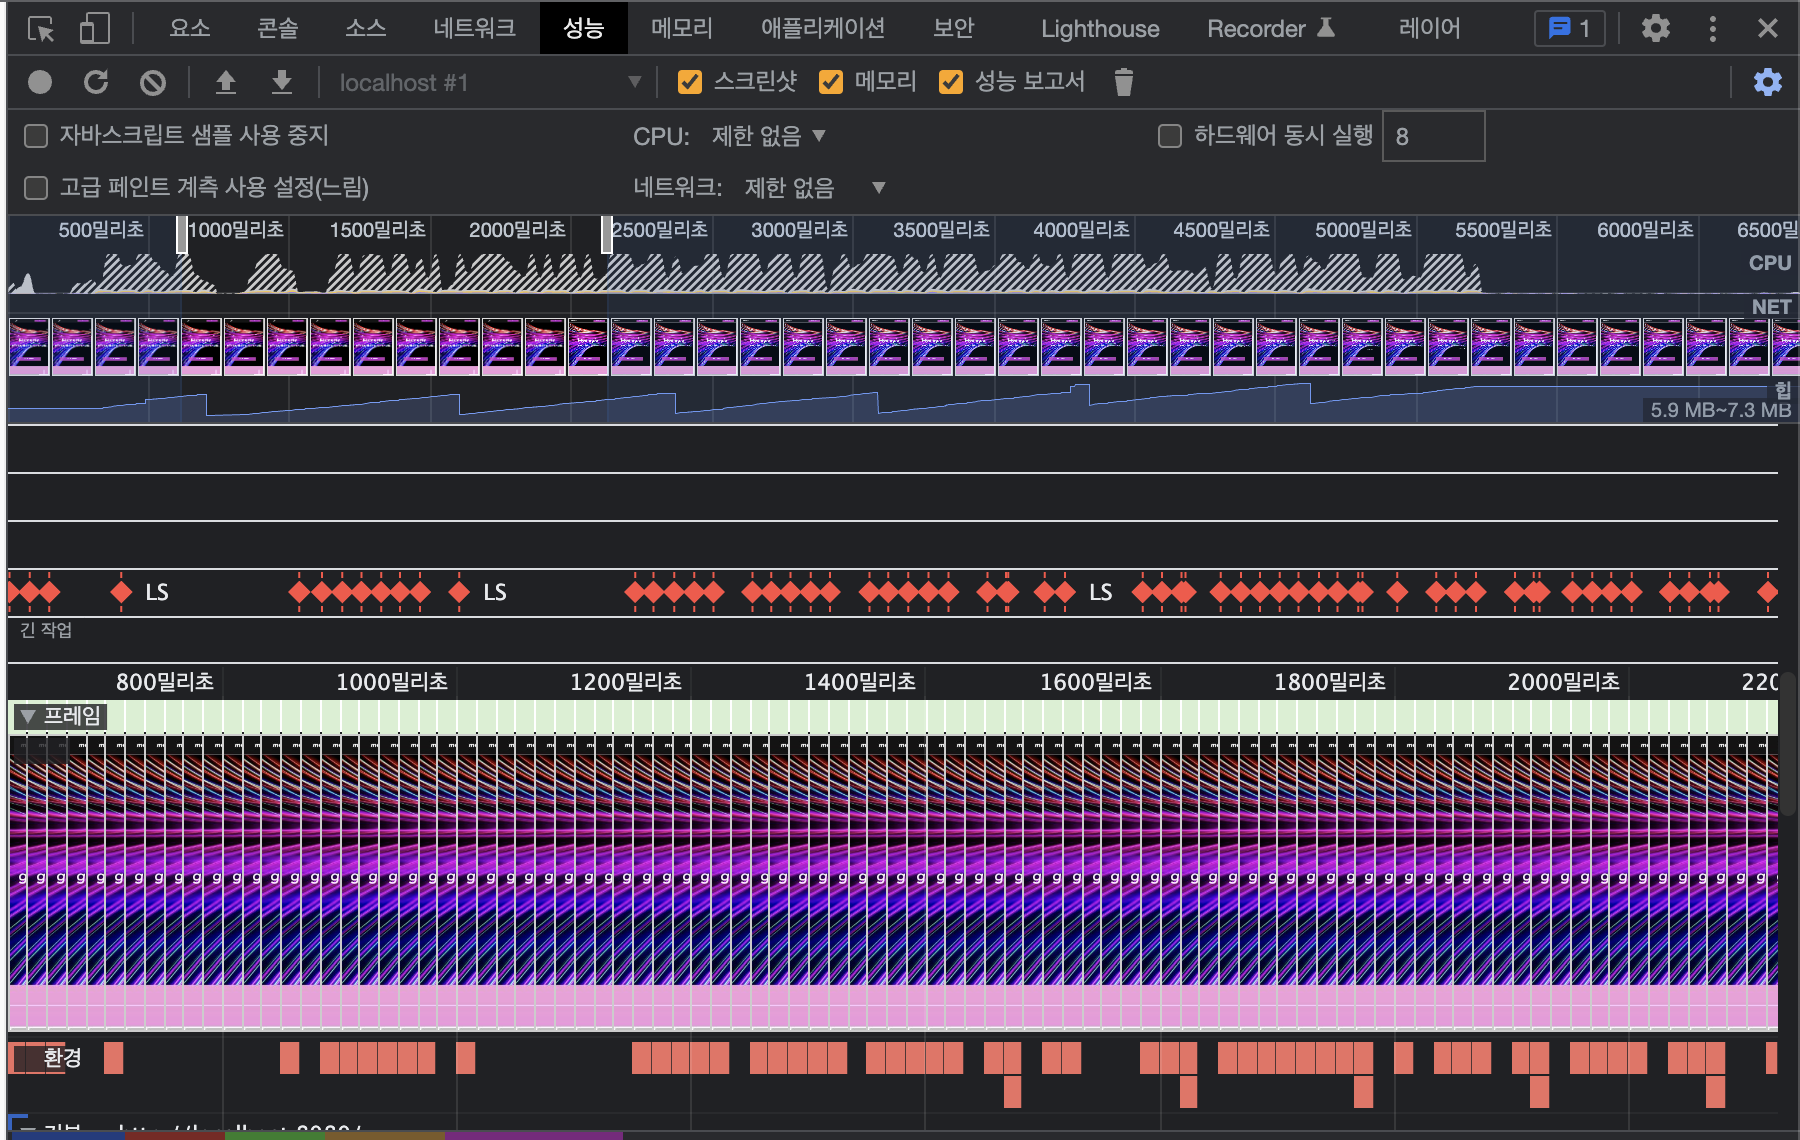 요소 콘솔 소스 네트워크 성능 메모리 애플리케이션 보안 Lighthouse Recorder 레이어 1
localhost #1 스크린샷 메모리 성능 보고서
자바스크립트 샘플 사용 중지 CPU: 제한 없음 하드웨어 동시 실행 8
고급 페인트 계측 사용 설정(느림) 네트워크: 제한 없음
500밀리초 1000밀리초 1500밀리초 2000밀리초 2500밀리초 3000밀리초 3500밀리초 4000밀리초 4500밀리초 5000밀리초 5500밀리초 6000밀리초 6500밀
CPU
NET
힙
5.9 MB~7.3 MB
LS LS LS
긴 작업
800밀리초 1000밀리초 1200밀리초 1400밀리초 1600밀리초 1800밀리초 2000밀리초 220
프레임
환경